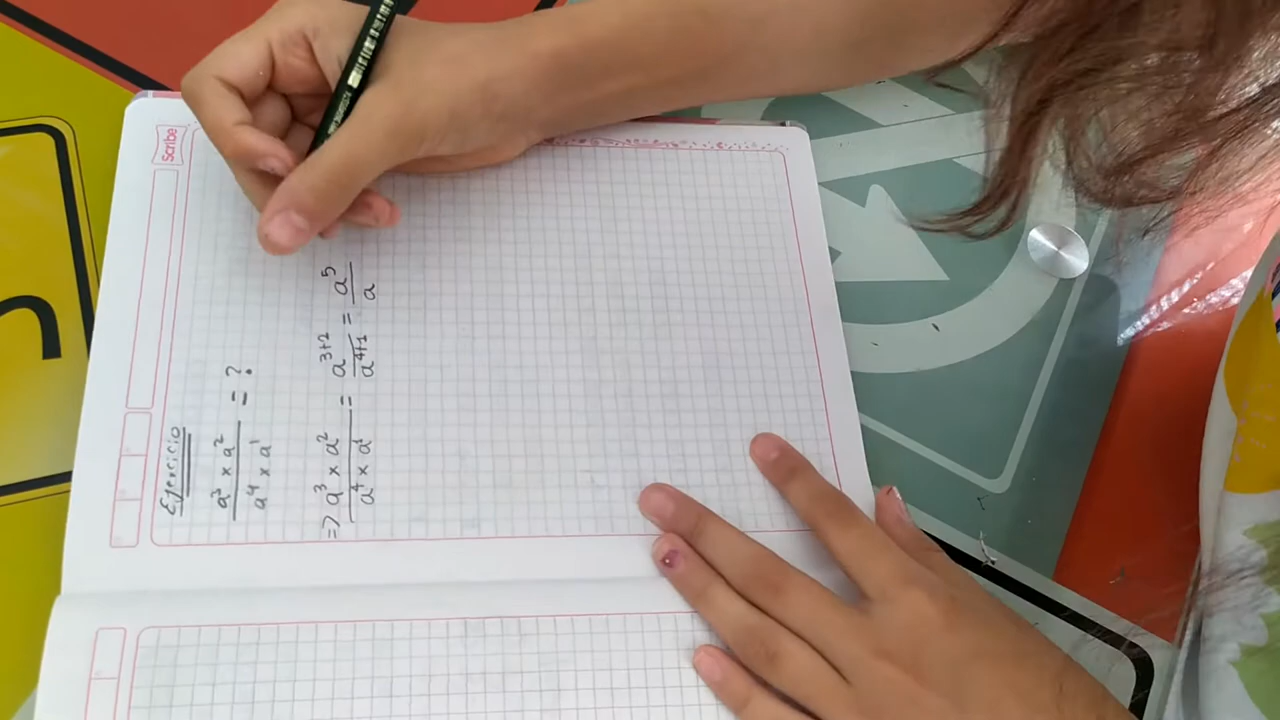 Scribe
Ejercicio
a³ × a² / a⁴ × a¹ = ?
=> a³ × a² / a⁴ × a¹ = a³⁺² / a⁴⁺¹ = a⁵ / a